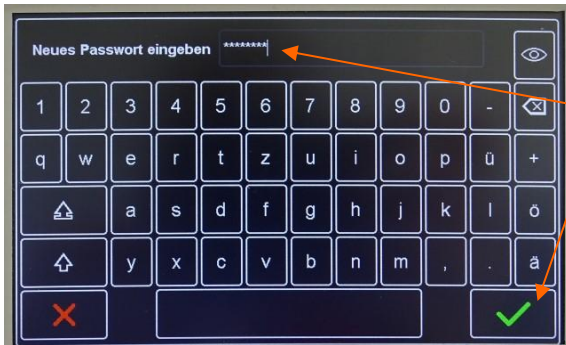 Neues Passwort eingeben ********
1 2 3 4 5 6 7 8 9 0 -
q w e r t z u i o p ü +
a s d f g h j k l ö
y x c v b n m , . ä